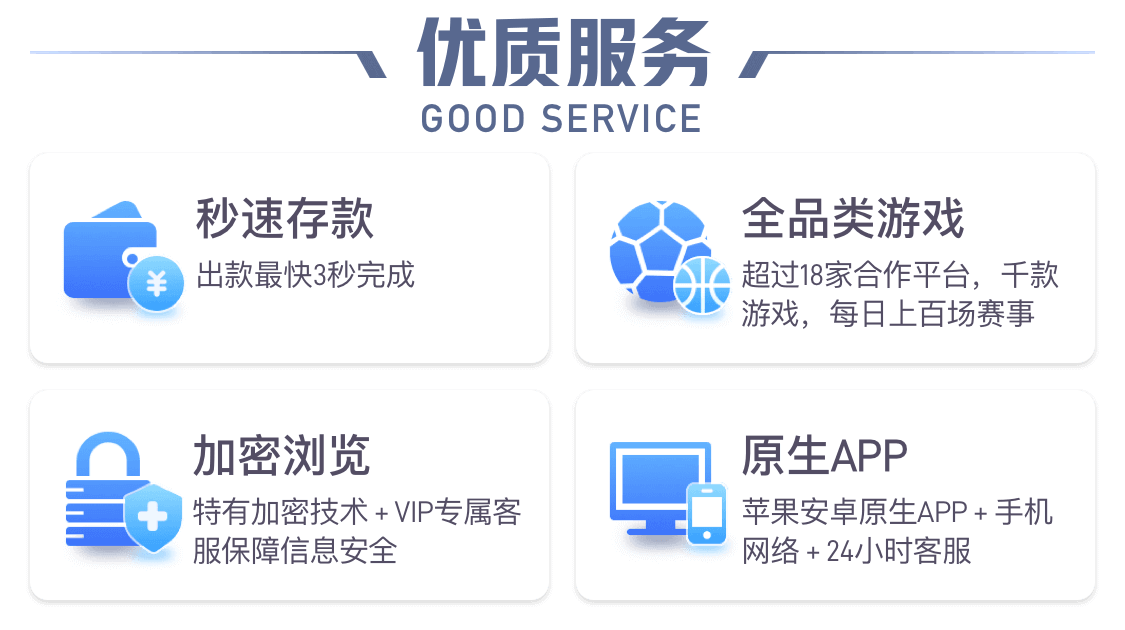 优质服务
GOOD SERVICE
秒速存款
出款最快3秒完成
全品类游戏
超过18家合作平台，千款
游戏，每日上百场赛事
加密浏览
特有加密技术 + VIP专属客
服保障信息安全
原生APP
苹果安卓原生APP + 手机
网络 + 24小时客服